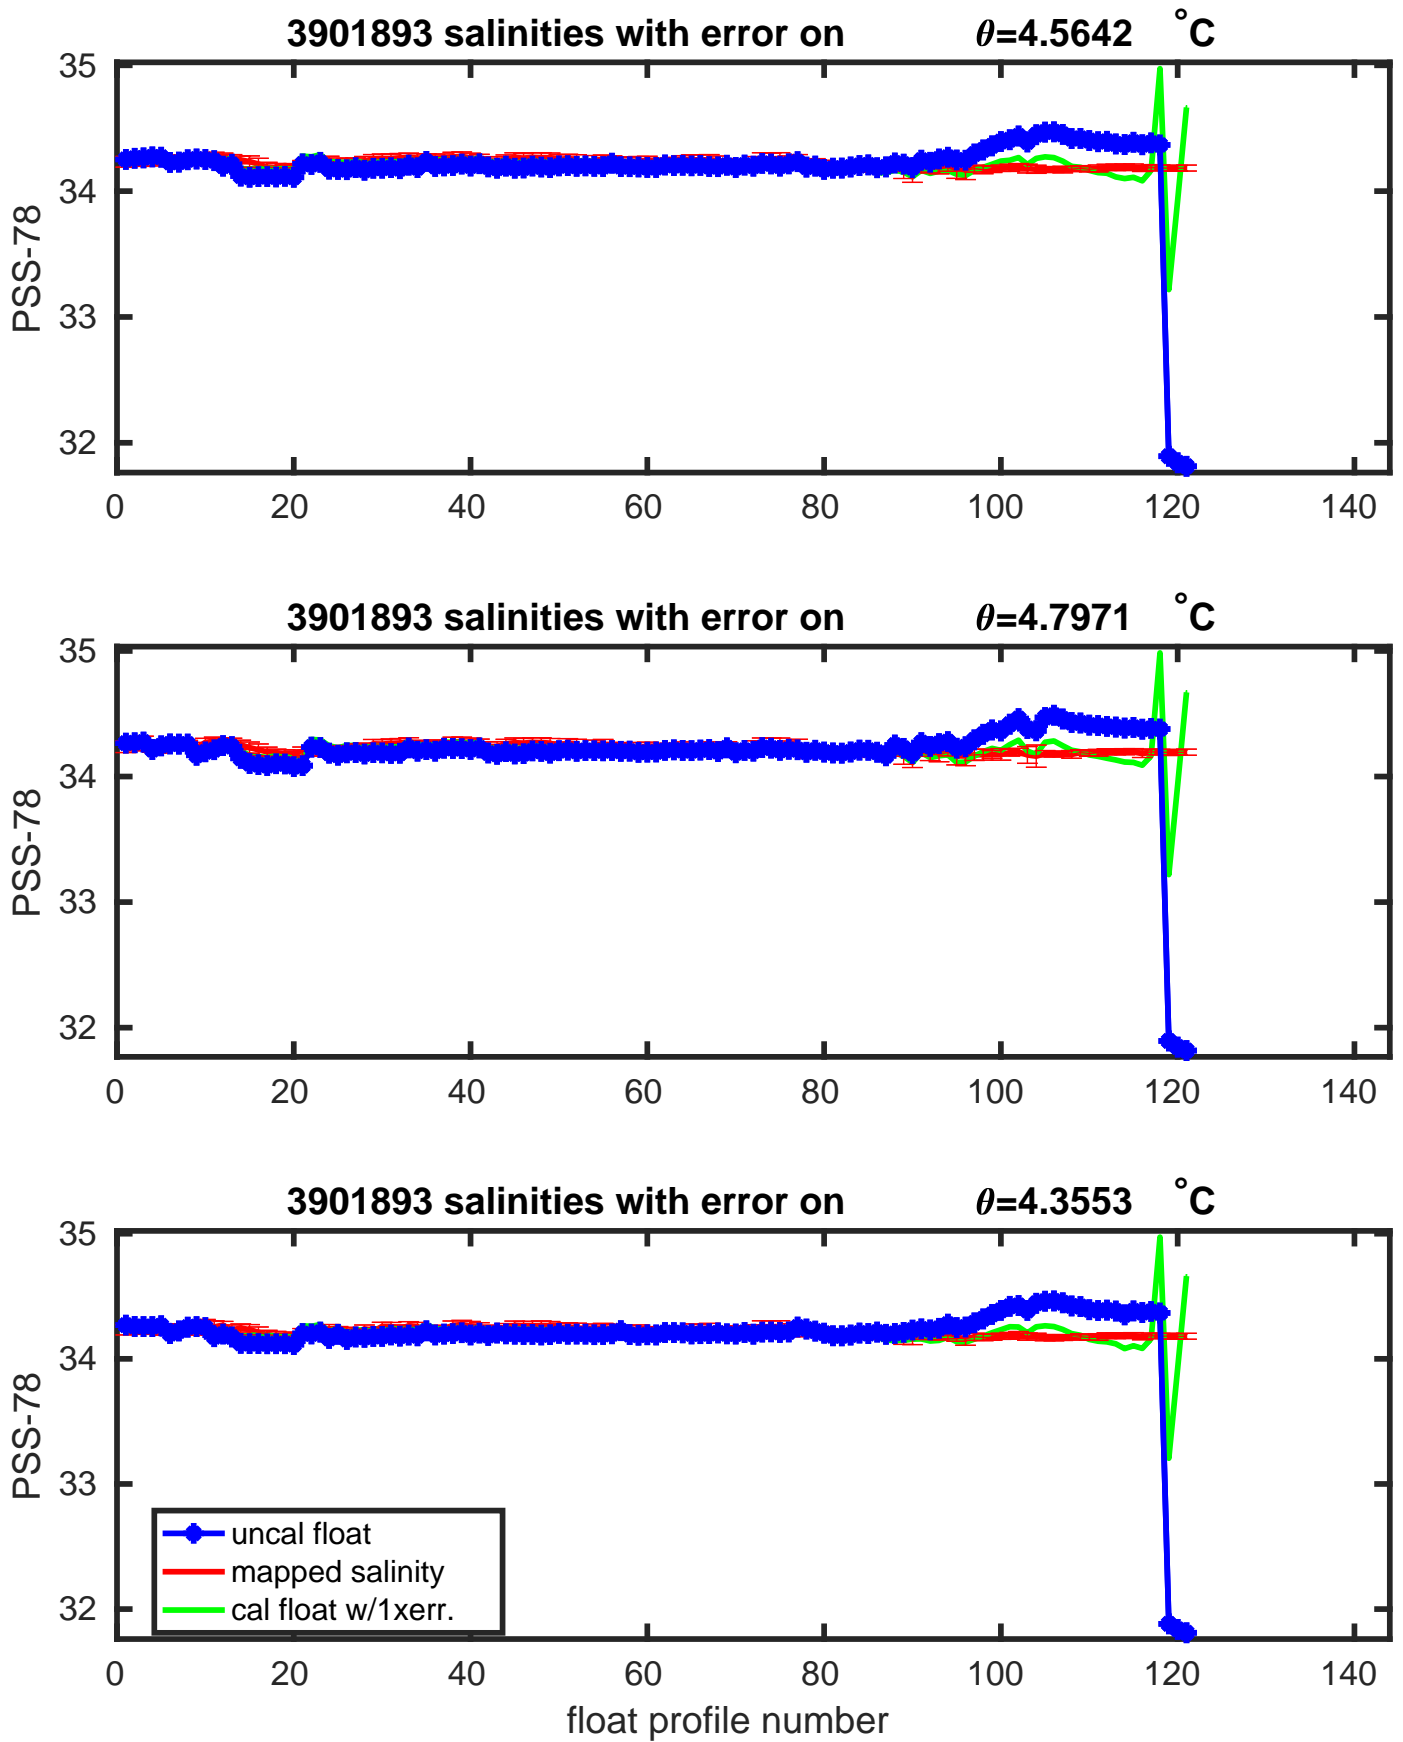 3901893 salinities with error on θ=4.5642 °C
35
34
33
32
PSS-78
0 20 40 60 80 100 120 140
3901893 salinities with error on θ=4.7971 °C
35
34
33
32
PSS-78
0 20 40 60 80 100 120 140
3901893 salinities with error on θ=4.3553 °C
35
34
33
32
PSS-78
uncal float
mapped salinity
cal float w/1xerr.
0 20 40 60 80 100 120 140
float profile number